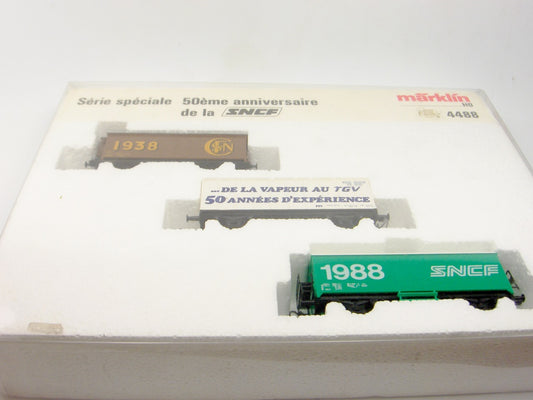 Série spéciale 50ème anniversaire
de la SNCF
märklin
HO
4488
1938
...DE LA VAPEUR AU TGV
50 ANNÉES D'EXPÉRIENCE
1988 SNCF